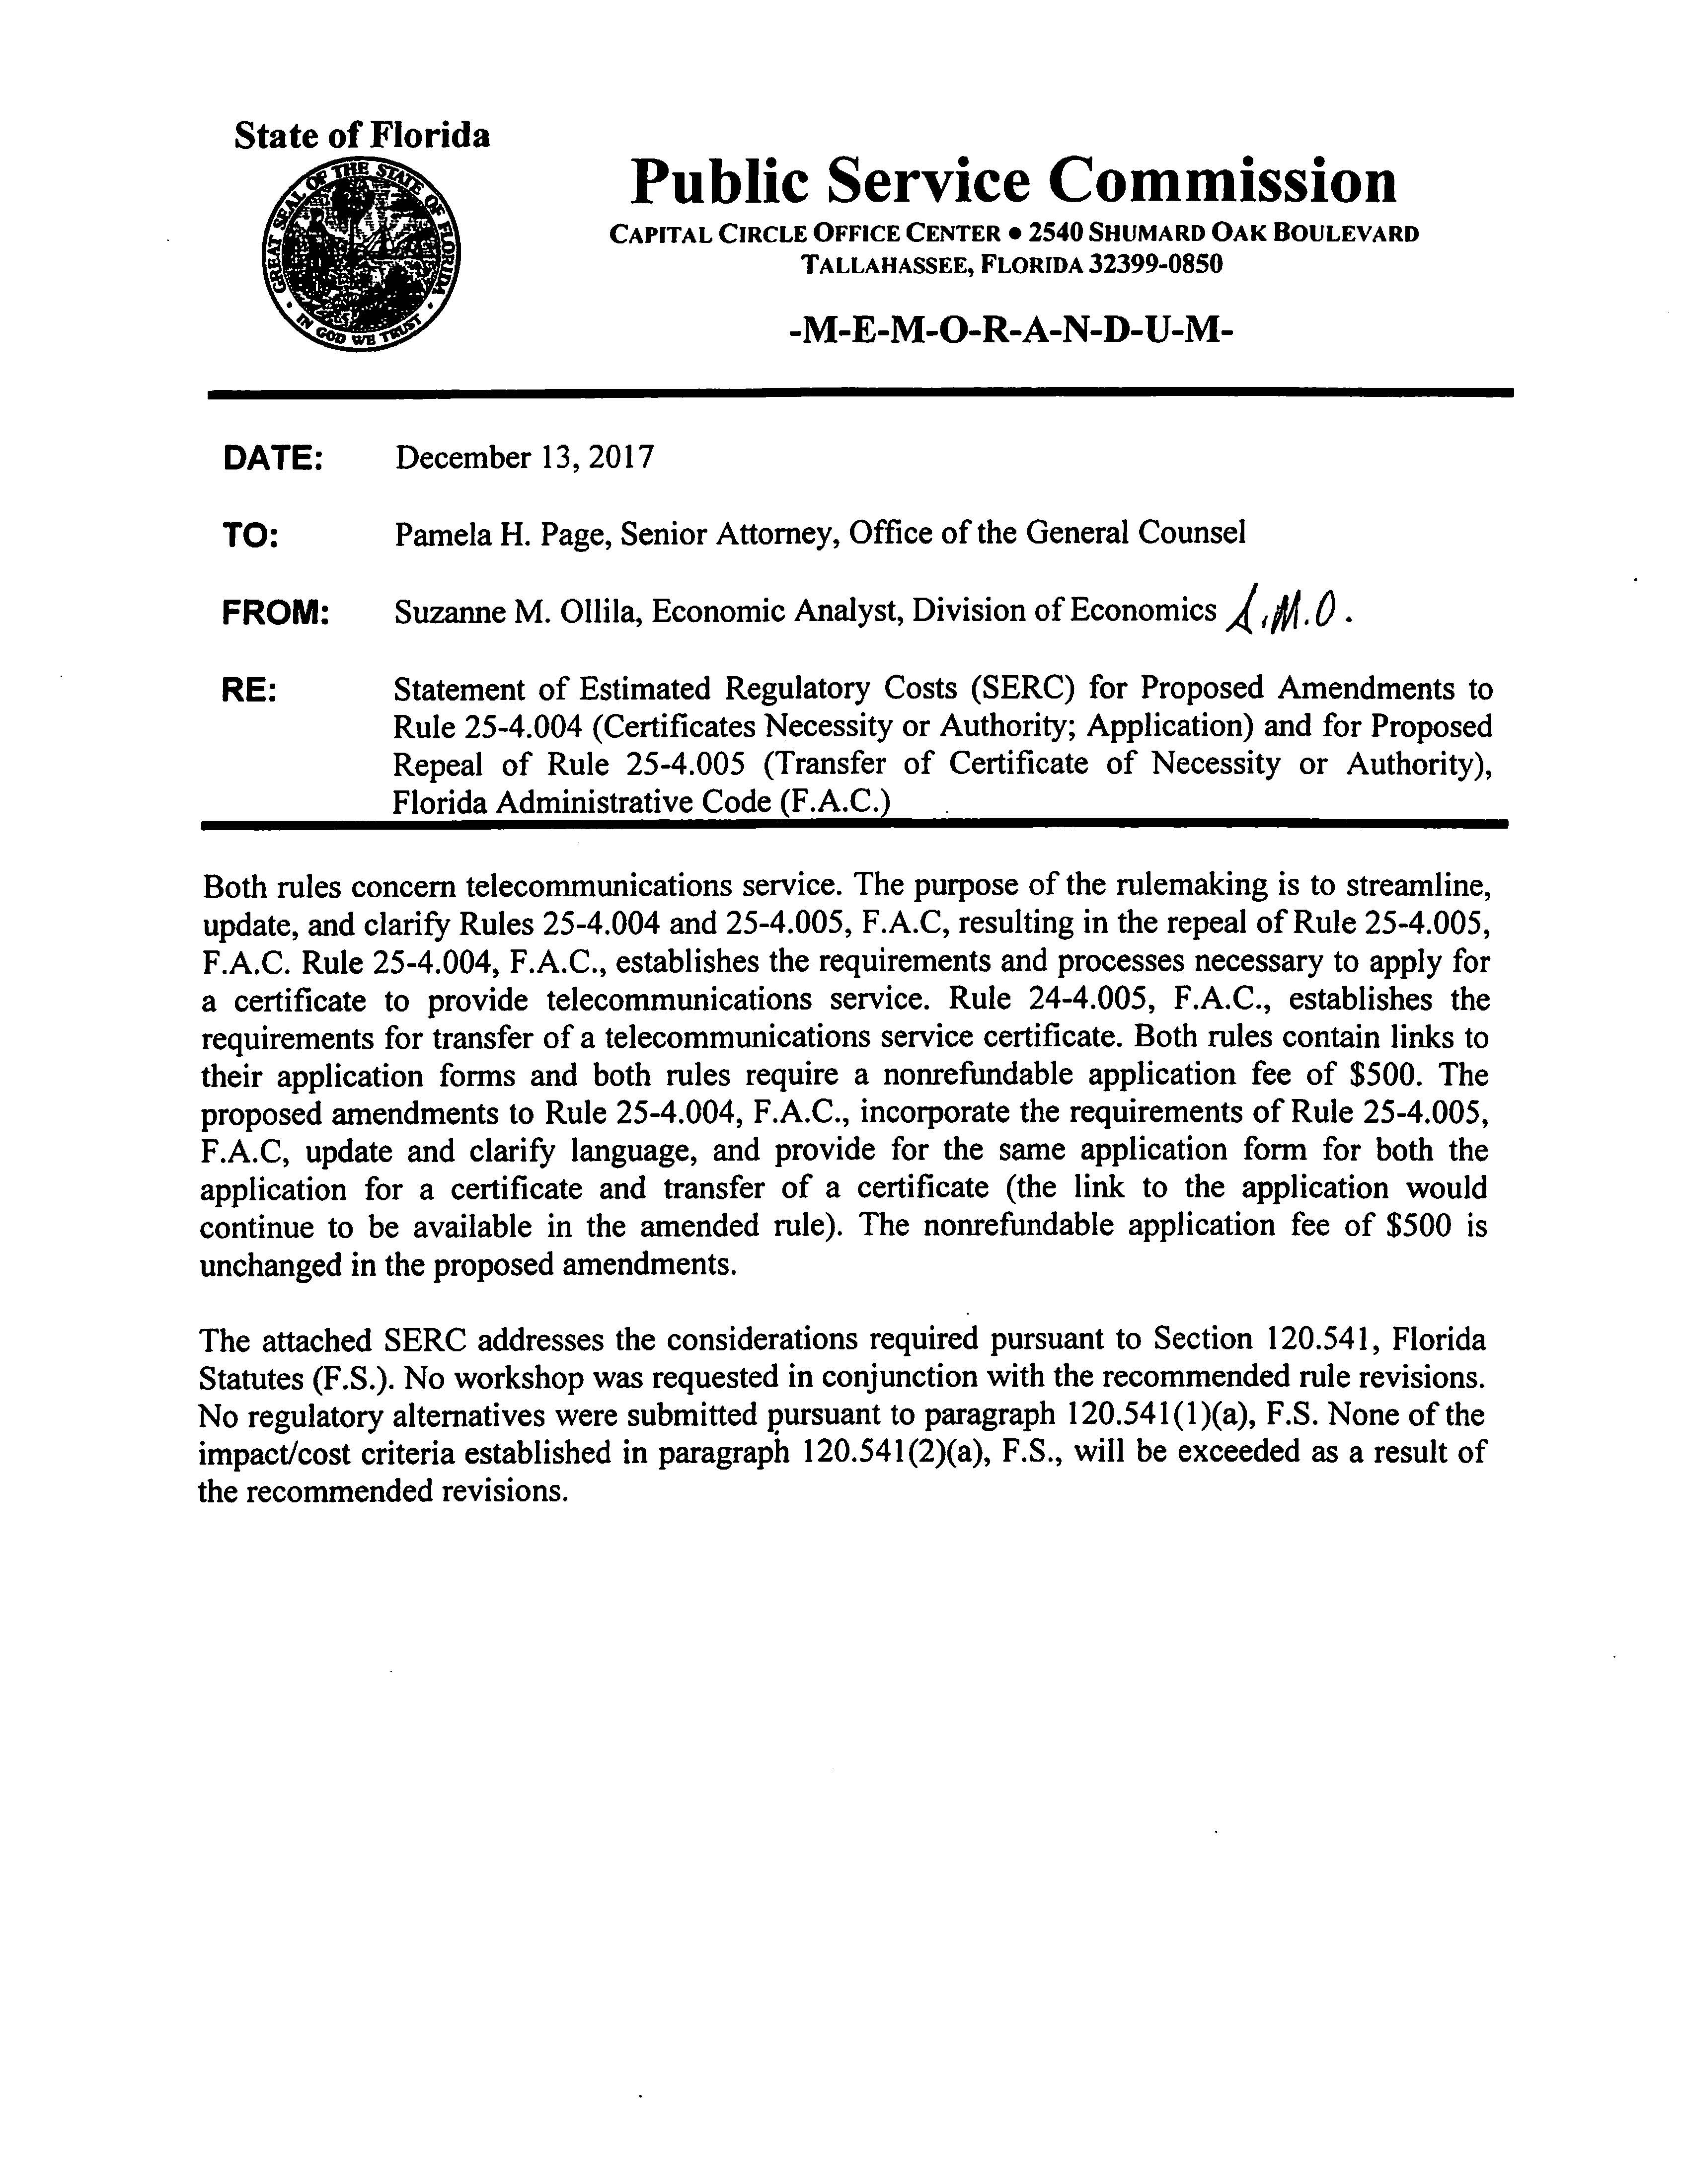 State of Florida
GREAT SEAL OF THE STATE OF FLORIDA
IN GOD WE TRUST
Public Service Commission
CAPITAL CIRCLE OFFICE CENTER ● 2540 SHUMARD OAK BOULEVARD
TALLAHASSEE, FLORIDA 32399-0850
-M-E-M-O-R-A-N-D-U-M-
DATE: December 13, 2017
TO: Pamela H. Page, Senior Attorney, Office of the General Counsel
FROM: Suzanne M. Ollila, Economic Analyst, Division of Economics S.M.O.
RE: Statement of Estimated Regulatory Costs (SERC) for Proposed Amendments to
Rule 25-4.004 (Certificates Necessity or Authority; Application) and for Proposed
Repeal of Rule 25-4.005 (Transfer of Certificate of Necessity or Authority),
Florida Administrative Code (F.A.C.)
Both rules concern telecommunications service. The purpose of the rulemaking is to streamline,
update, and clarify Rules 25-4.004 and 25-4.005, F.A.C, resulting in the repeal of Rule 25-4.005,
F.A.C. Rule 25-4.004, F.A.C., establishes the requirements and processes necessary to apply for
a certificate to provide telecommunications service. Rule 24-4.005, F.A.C., establishes the
requirements for transfer of a telecommunications service certificate. Both rules contain links to
their application forms and both rules require a nonrefundable application fee of $500. The
proposed amendments to Rule 25-4.004, F.A.C., incorporate the requirements of Rule 25-4.005,
F.A.C, update and clarify language, and provide for the same application form for both the
application for a certificate and transfer of a certificate (the link to the application would
continue to be available in the amended rule). The nonrefundable application fee of $500 is
unchanged in the proposed amendments.
The attached SERC addresses the considerations required pursuant to Section 120.541, Florida
Statutes (F.S.). No workshop was requested in conjunction with the recommended rule revisions.
No regulatory alternatives were submitted pursuant to paragraph 120.541(1)(a), F.S. None of the
impact/cost criteria established in paragraph 120.541(2)(a), F.S., will be exceeded as a result of
the recommended revisions.